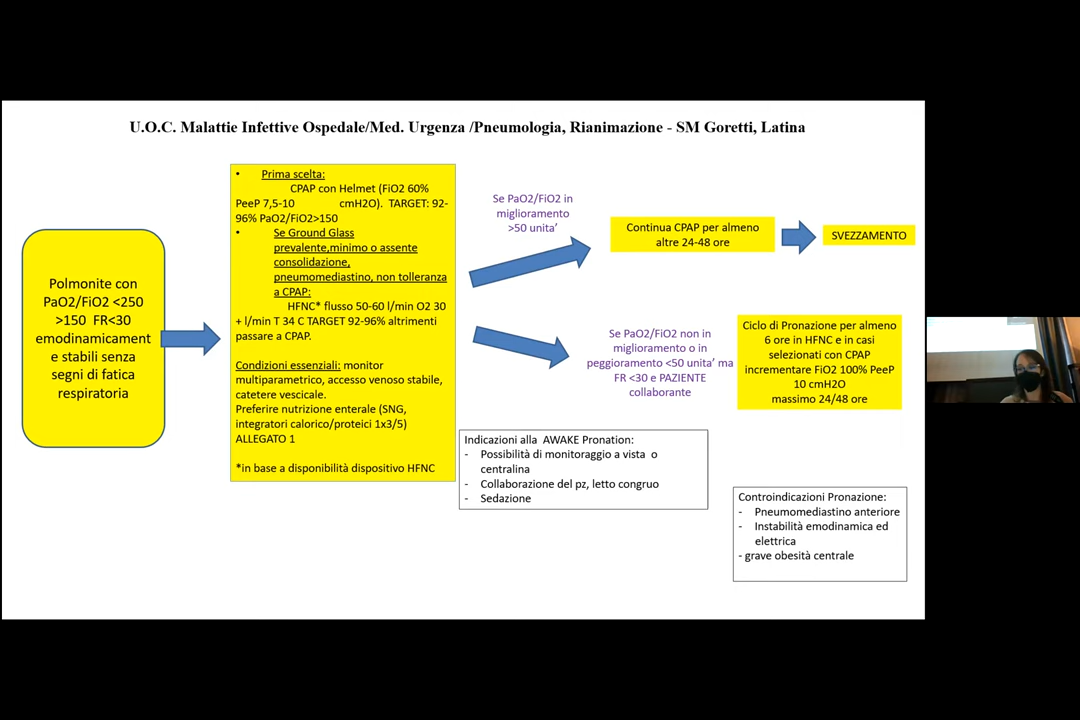 U.O.C. Malattie Infettive Ospedale/Med. Urgenza /Pneumologia, Rianimazione - SM Goretti, Latina
Polmonite con
PaO2/FiO2 <250
>150 FR<30
emodinamicament
e stabili senza
segni di fatica
respiratoria
• Prima scelta:
CPAP con Helmet (FiO2 60%
PeeP 7,5-10 cmH2O). TARGET: 92-
96% PaO2/FiO2>150
• Se Ground Glass
prevalente,minimo o assente
consolidazione,
pneumomediastino, non tolleranza
a CPAP:
HFNC* flusso 50-60 l/min O2 30
+ l/min T 34 C TARGET 92-96% altrimenti
passare a CPAP.
Condizioni essenziali: monitor
multiparametrico, accesso venoso stabile,
catetere vescicale.
Preferire nutrizione enterale (SNG,
integratori calorico/proteici 1x3/5)
ALLEGATO 1
*in base a disponibilità dispositivo HFNC
Se PaO2/FiO2 in
miglioramento
>50 unita'
Continua CPAP per almeno
altre 24-48 ore
SVEZZAMENTO
Se PaO2/FiO2 non in
miglioramento o in
peggioramento <50 unita' ma
FR <30 e PAZIENTE
collaborante
Ciclo di Pronazione per almeno
6 ore in HFNC e in casi
selezionati con CPAP
incrementare FiO2 100% PeeP
10 cmH2O
massimo 24/48 ore
Indicazioni alla AWAKE Pronation:
- Possibilità di monitoraggio a vista o
centralina
- Collaborazione del pz, letto congruo
- Sedazione
Controindicazioni Pronazione:
- Pneumomediastino anteriore
- Instabilità emodinamica ed
elettrica
- grave obesità centrale